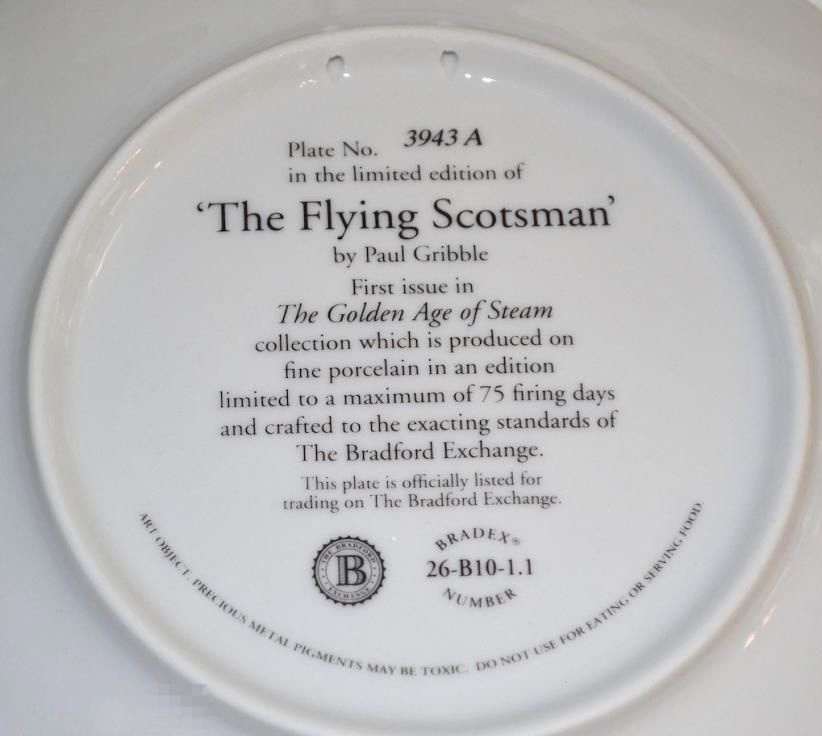 Plate No. 3943 A
in the limited edition of
‘The Flying Scotsman’
by Paul Gribble
First issue in
The Golden Age of Steam
collection which is produced on
fine porcelain in an edition
limited to a maximum of 75 firing days
and crafted to the exacting standards of
The Bradford Exchange.
This plate is officially listed for
trading on The Bradford Exchange.
THE BRADFORD
B
EXCHANGE
BRADEX®
26-B10-1.1
NUMBER
ART OBJECT. PRECIOUS METAL PIGMENTS MAY BE TOXIC. DO NOT USE FOR EATING OR SERVING FOOD.